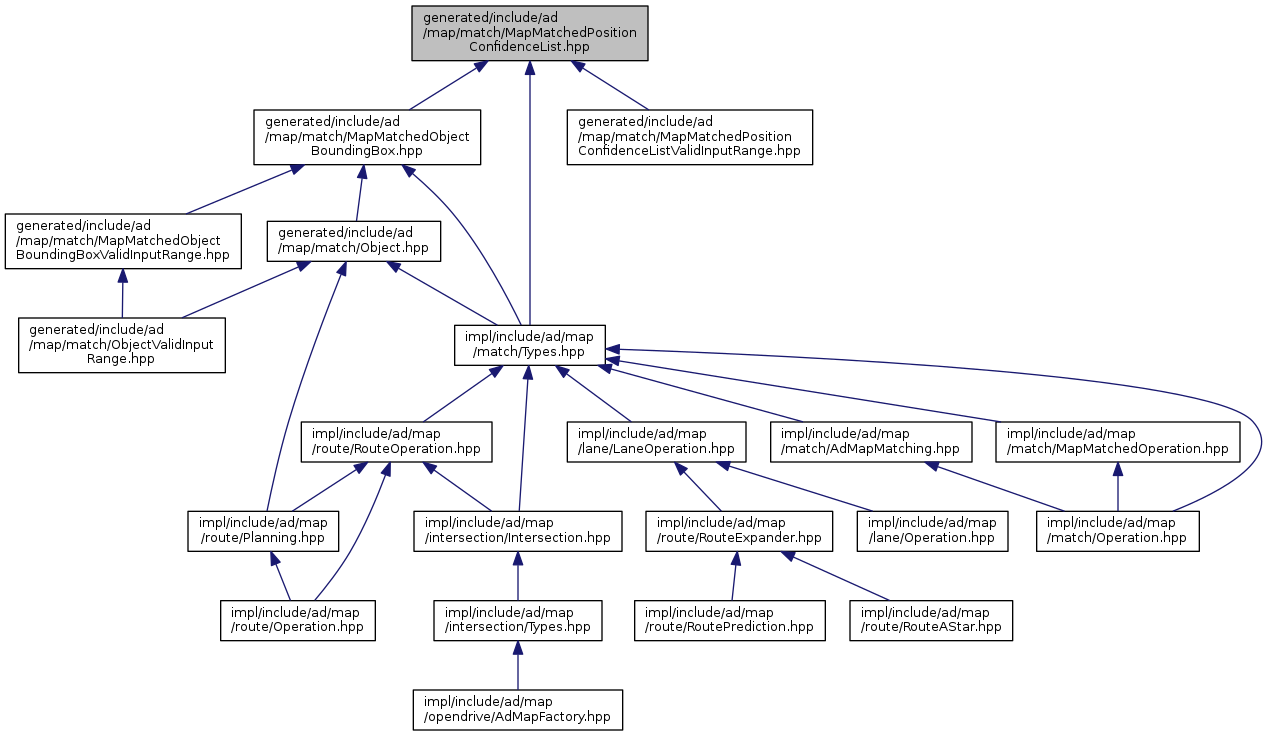 generated/include/ad
/map/match/MapMatchedPosition
ConfidenceList.hpp
generated/include/ad
/map/match/MapMatchedObject
BoundingBox.hpp
generated/include/ad
/map/match/MapMatchedPosition
ConfidenceListValidInputRange.hpp
generated/include/ad
/map/match/MapMatchedObject
BoundingBoxValidInputRange.hpp
generated/include/ad
/map/match/Object.hpp
generated/include/ad
/map/match/ObjectValidInput
Range.hpp
impl/include/ad/map
/match/Types.hpp
impl/include/ad/map
/route/RouteOperation.hpp
impl/include/ad/map
/lane/LaneOperation.hpp
impl/include/ad/map
/match/AdMapMatching.hpp
impl/include/ad/map
/match/MapMatchedOperation.hpp
impl/include/ad/map
/route/Planning.hpp
impl/include/ad/map
/intersection/Intersection.hpp
impl/include/ad/map
/route/RouteExpander.hpp
impl/include/ad/map
/lane/Operation.hpp
impl/include/ad/map
/match/Operation.hpp
impl/include/ad/map
/route/Operation.hpp
impl/include/ad/map
/intersection/Types.hpp
impl/include/ad/map
/route/RoutePrediction.hpp
impl/include/ad/map
/route/RouteAStar.hpp
impl/include/ad/map
/opendrive/AdMapFactory.hpp